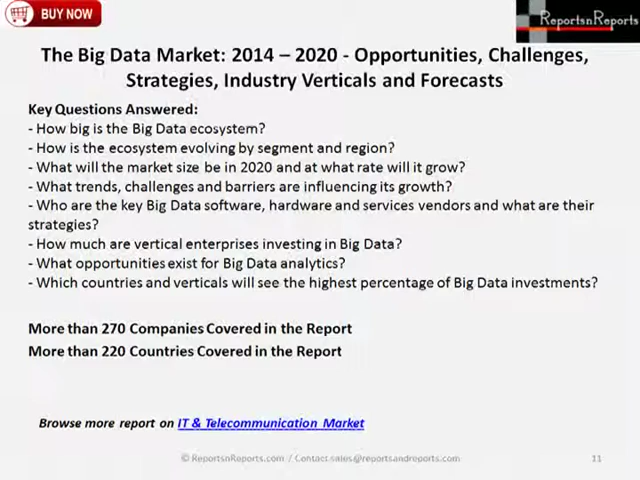 BUY NOW
ReportsnReports
The Big Data Market: 2014 – 2020 - Opportunities, Challenges,
Strategies, Industry Verticals and Forecasts
Key Questions Answered:
- How big is the Big Data ecosystem?
- How is the ecosystem evolving by segment and region?
- What will the market size be in 2020 and at what rate will it grow?
- What trends, challenges and barriers are influencing its growth?
- Who are the key Big Data software, hardware and services vendors and what are their
strategies?
- How much are vertical enterprises investing in Big Data?
- What opportunities exist for Big Data analytics?
- Which countries and verticals will see the highest percentage of Big Data investments?
More than 270 Companies Covered in the Report
More than 220 Countries Covered in the Report
Browse more report on IT & Telecommunication Market
© ReportsnReports.com / Contact sales@reportsandreports.com
11